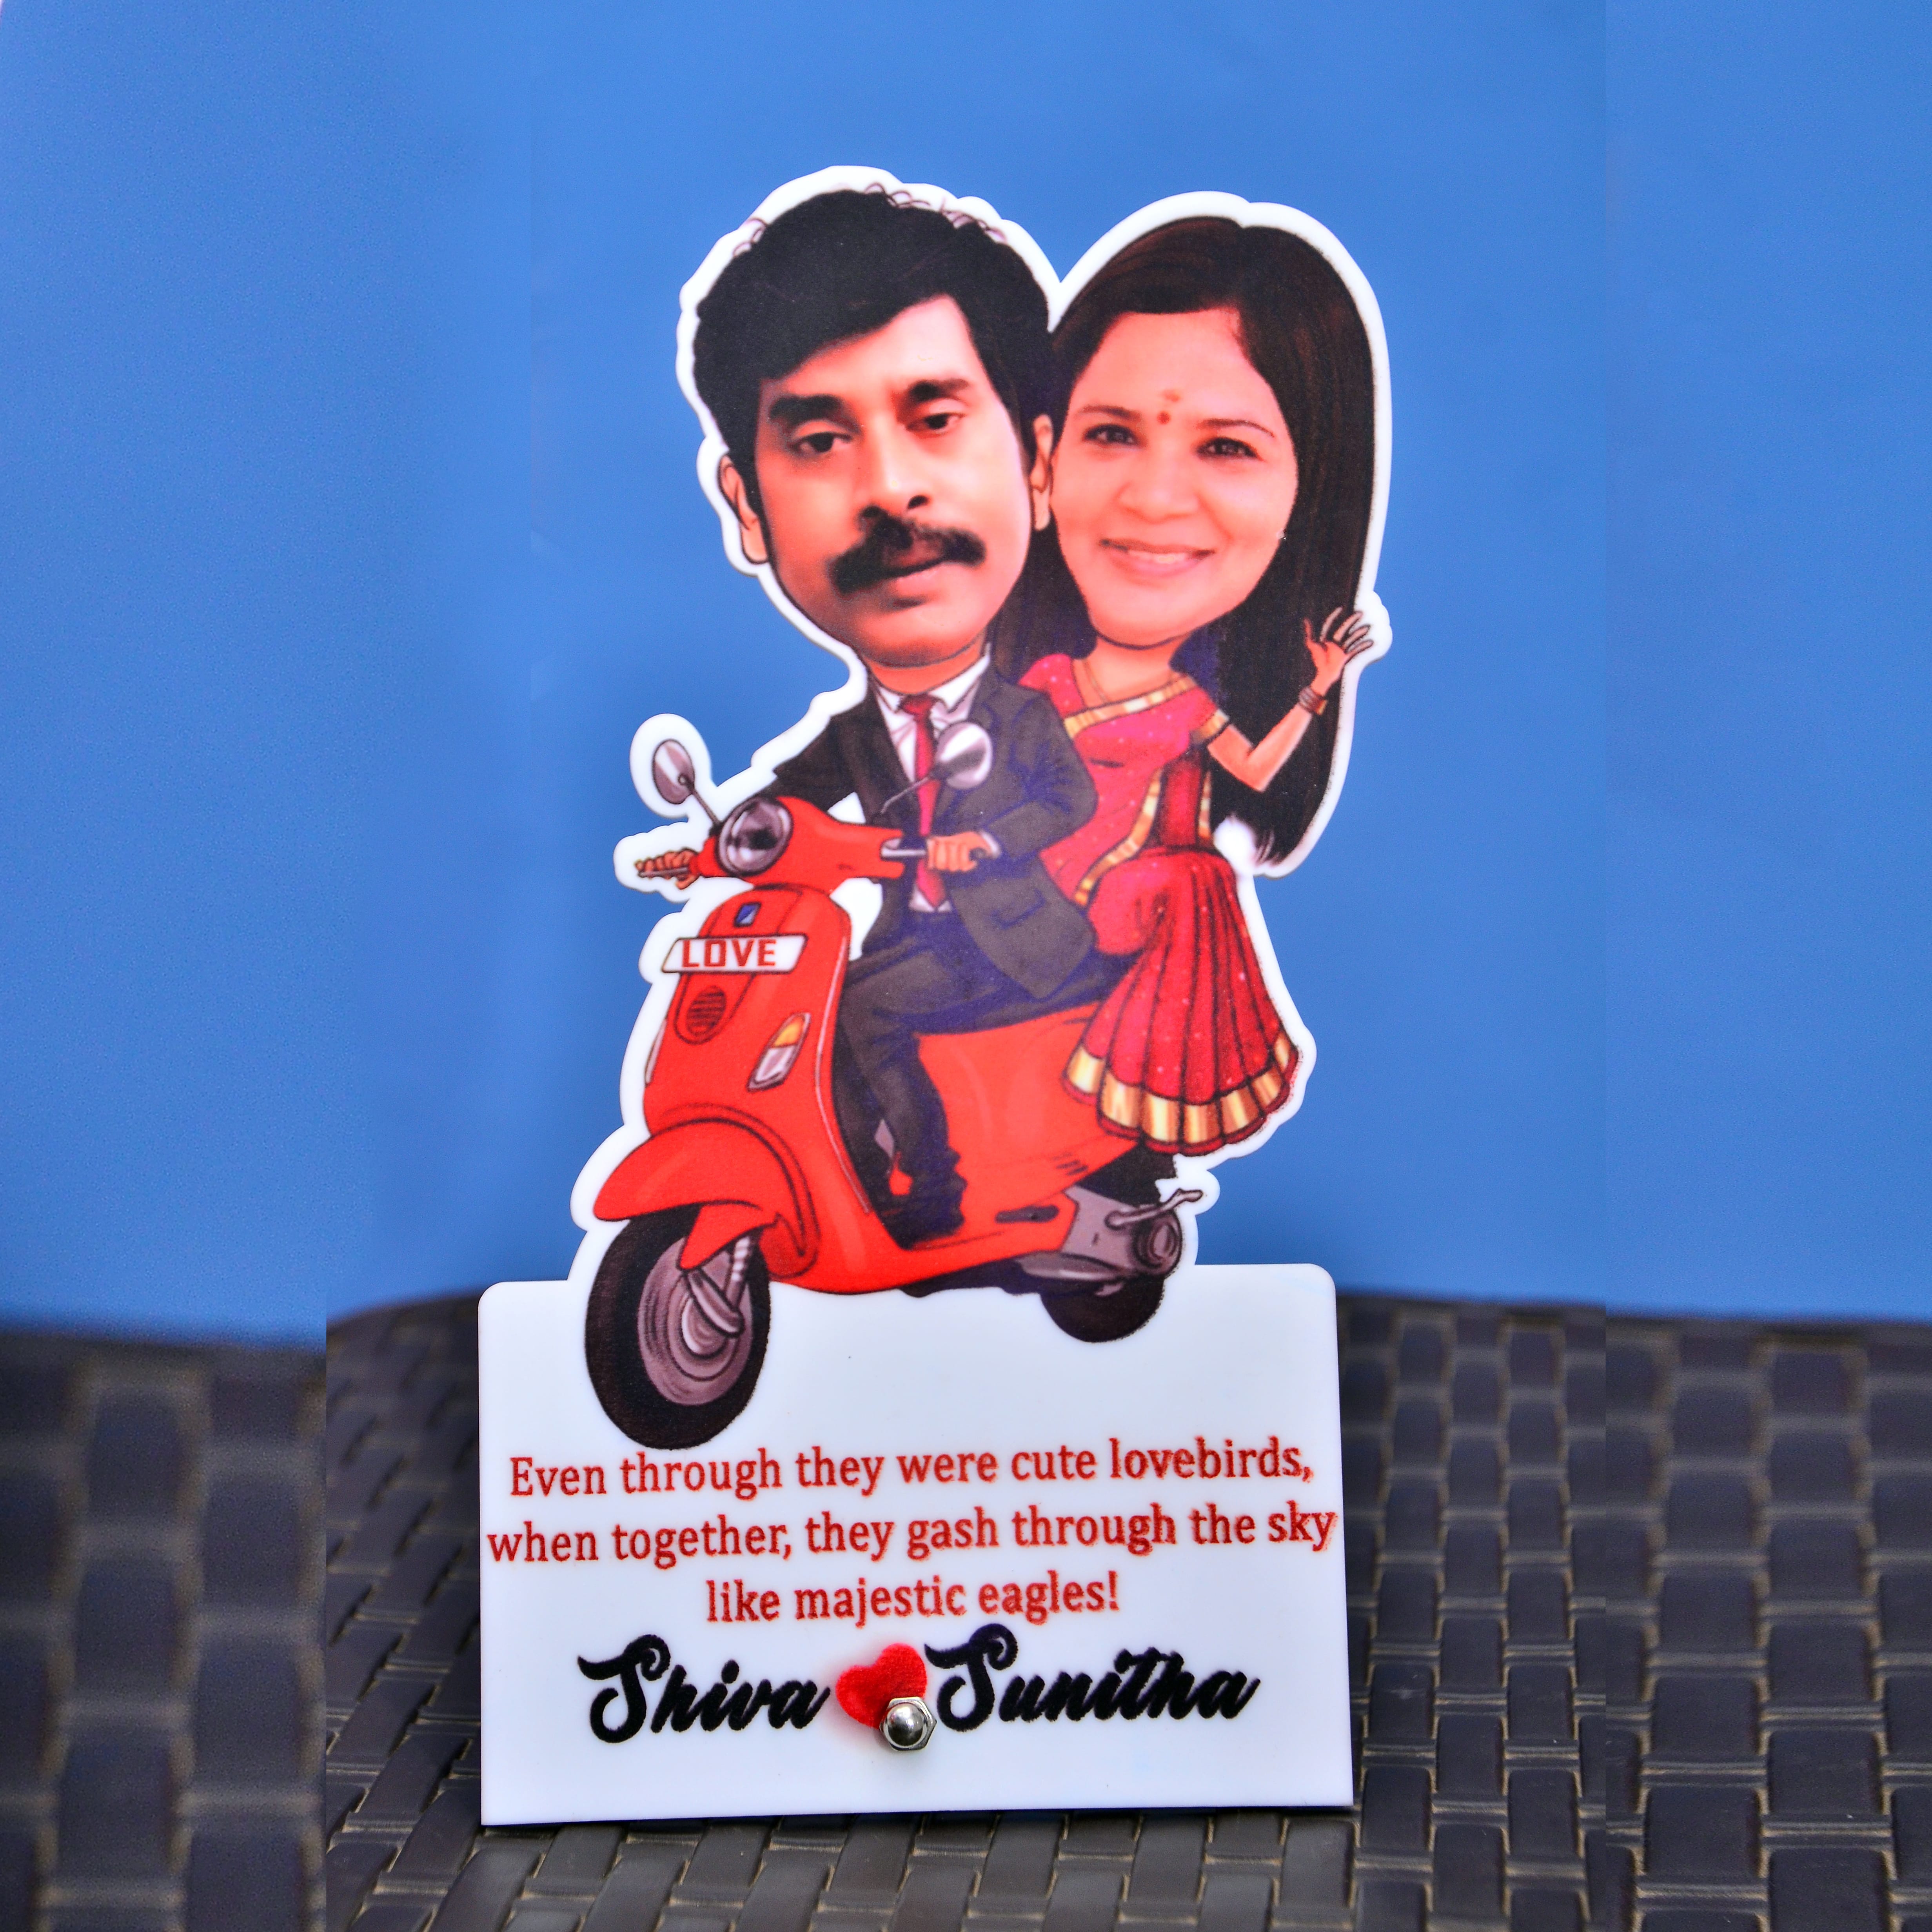 LOVE
Even through they were cute lovebirds,
when together, they gash through the sky
like majestic eagles!
Shiva Sunitha